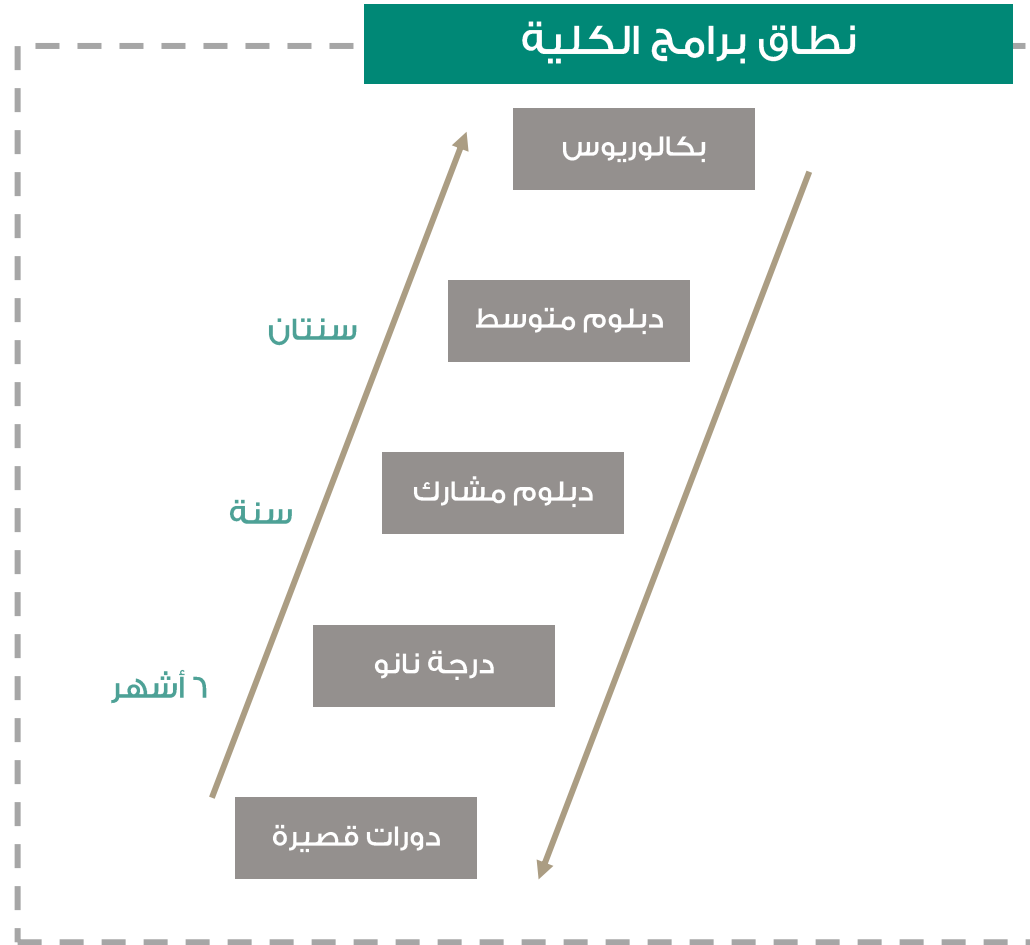 نطاق برامج الكلية
بكالوريوس
دبلوم متوسط
سنتان
دبلوم مشارك
سنة
درجة نانو
٦ أشهر
دورات قصيرة